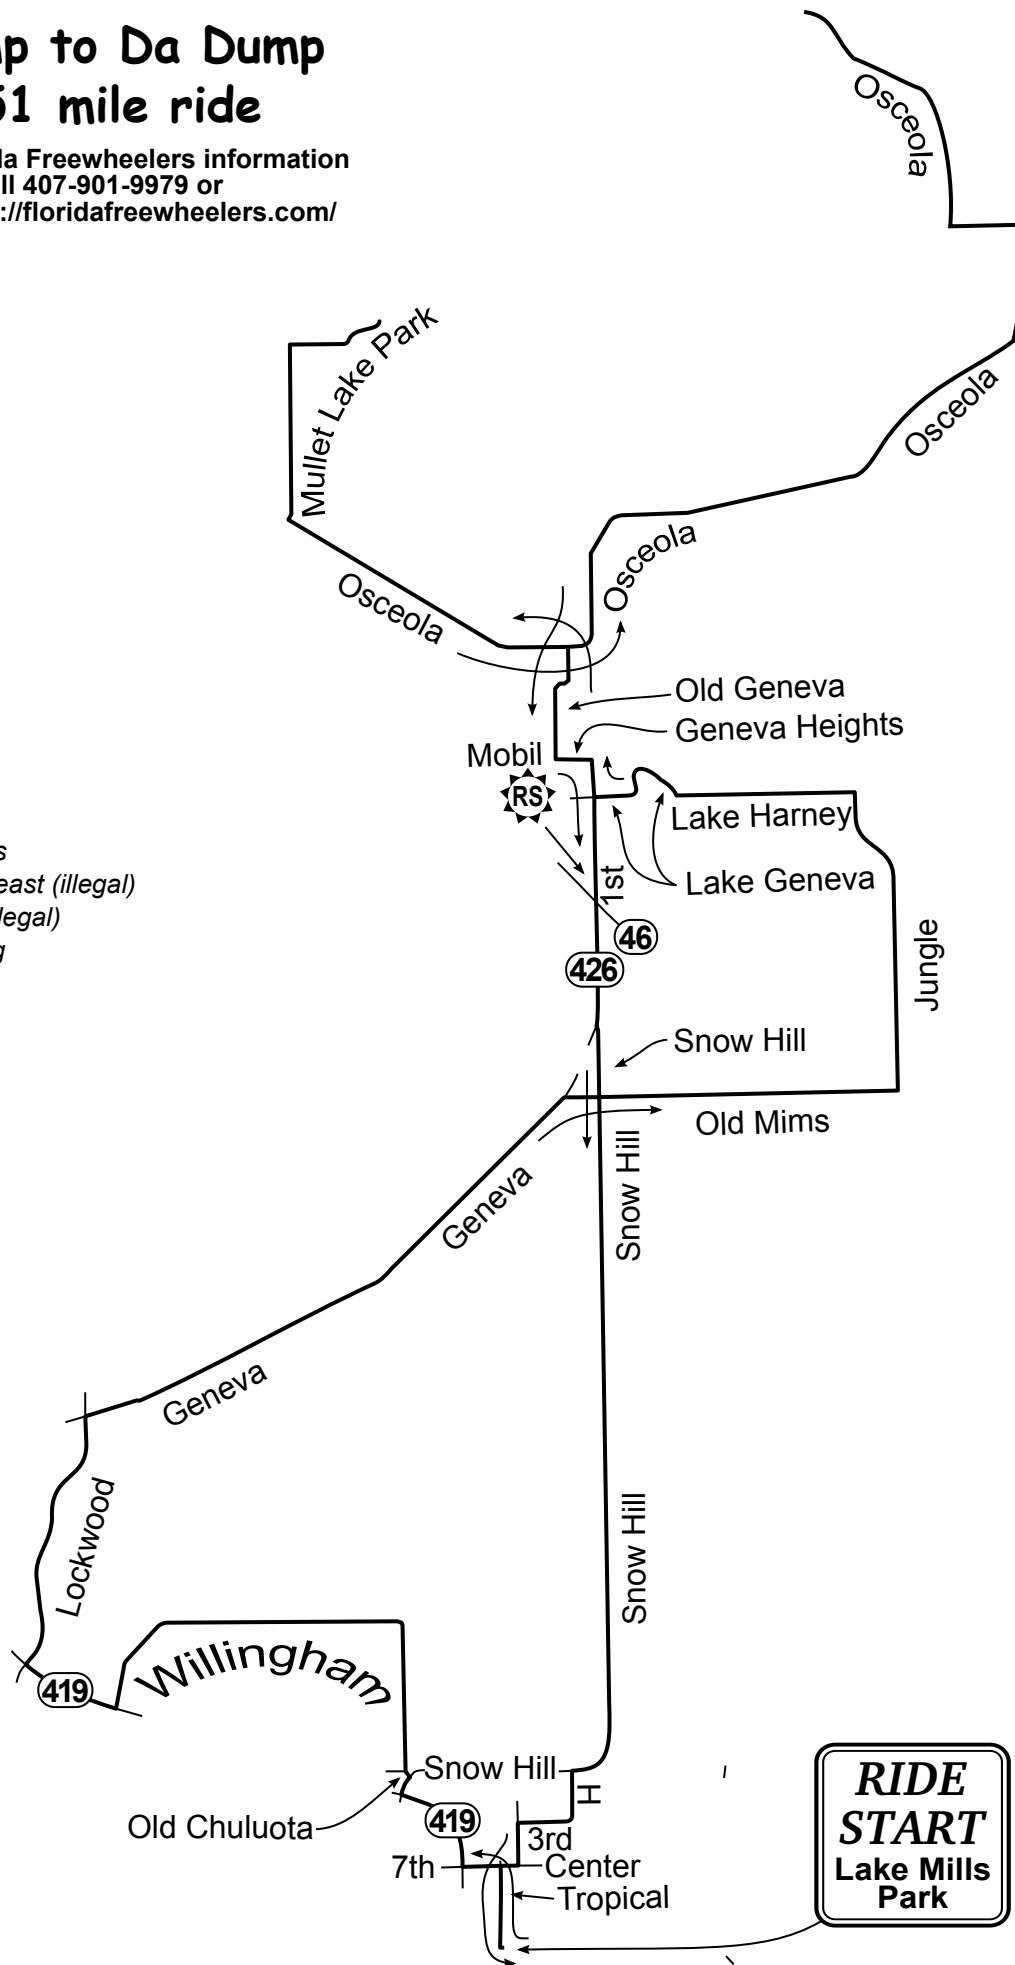 p to Da Dump
51 mile ride
da Freewheelers information
ll 407-901-9979 or
://floridafreewheelers.com/
Osceola
Mullet Lake Park
Osceola
Osceola
Osceola
Old Geneva
Geneva Heights
Mobil
RS
Lake Harney
s
east (illegal)
legal)
g
1st
Lake Geneva
46
426
Jungle
Snow Hill
Old Mims
Snow Hill
Geneva
Geneva
Lockwood
Snow Hill
Willingham
419
Snow Hill
H
Old Chuluota
419
3rd
7th
Center
Tropical
RIDE
START
Lake Mills
Park